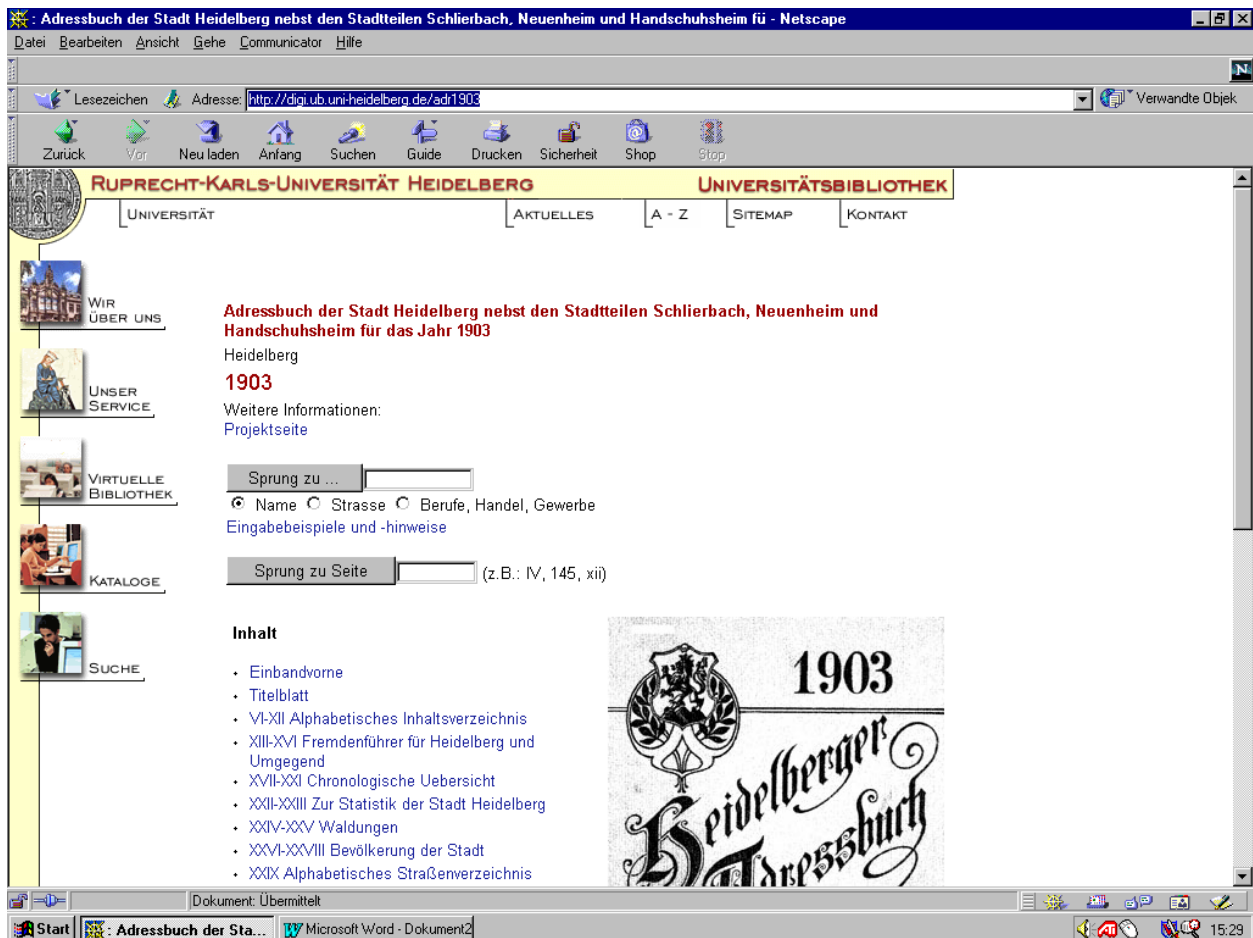 : Adressbuch der Stadt Heidelberg nebst den Stadtteilen Schlierbach, Neuenheim und Handschuhsheim fü - Netscape
Datei Bearbeiten Ansicht Gehe Communicator Hilfe
N
Lesezeichen Adresse: http://digi.ub.uni-heidelberg.de/adr1903 Verwandte Objek
Zurück Vor Neu laden Anfang Suchen Guide Drucken Sicherheit Shop Stop
RUPRECHT-KARLS-UNIVERSITÄT HEIDELBERG UNIVERSITÄTSBIBLIOTHEK
UNIVERSITÄT AKTUELLES A - Z SITEMAP KONTAKT
WIR
ÜBER UNS
UNSER
SERVICE
VIRTUELLE
BIBLIOTHEK
KATALOGE
SUCHE
Adressbuch der Stadt Heidelberg nebst den Stadtteilen Schlierbach, Neuenheim und
Handschuhsheim für das Jahr 1903
Heidelberg
1903
Weitere Informationen:
Projektseite
Sprung zu ...
Name Strasse Berufe, Handel, Gewerbe
Eingabebeispiele und -hinweise
Sprung zu Seite (z.B.: IV, 145, xii)
Inhalt
Einbandvorne
Titelblatt
VI-XII Alphabetisches Inhaltsverzeichnis
XIII-XVI Fremdenführer für Heidelberg und
Umgegend
XVII-XXI Chronologische Uebersicht
XXII-XXIII Zur Statistik der Stadt Heidelberg
XXIV-XXV Waldungen
XXVI-XXVIII Bevölkerung der Stadt
XXIX Alphabetisches Straßenverzeichnis
1903
Heidelberger
Adressbuch
Dokument: Übermittelt
Start : Adressbuch der Sta... Microsoft Word - Dokument2 15:29